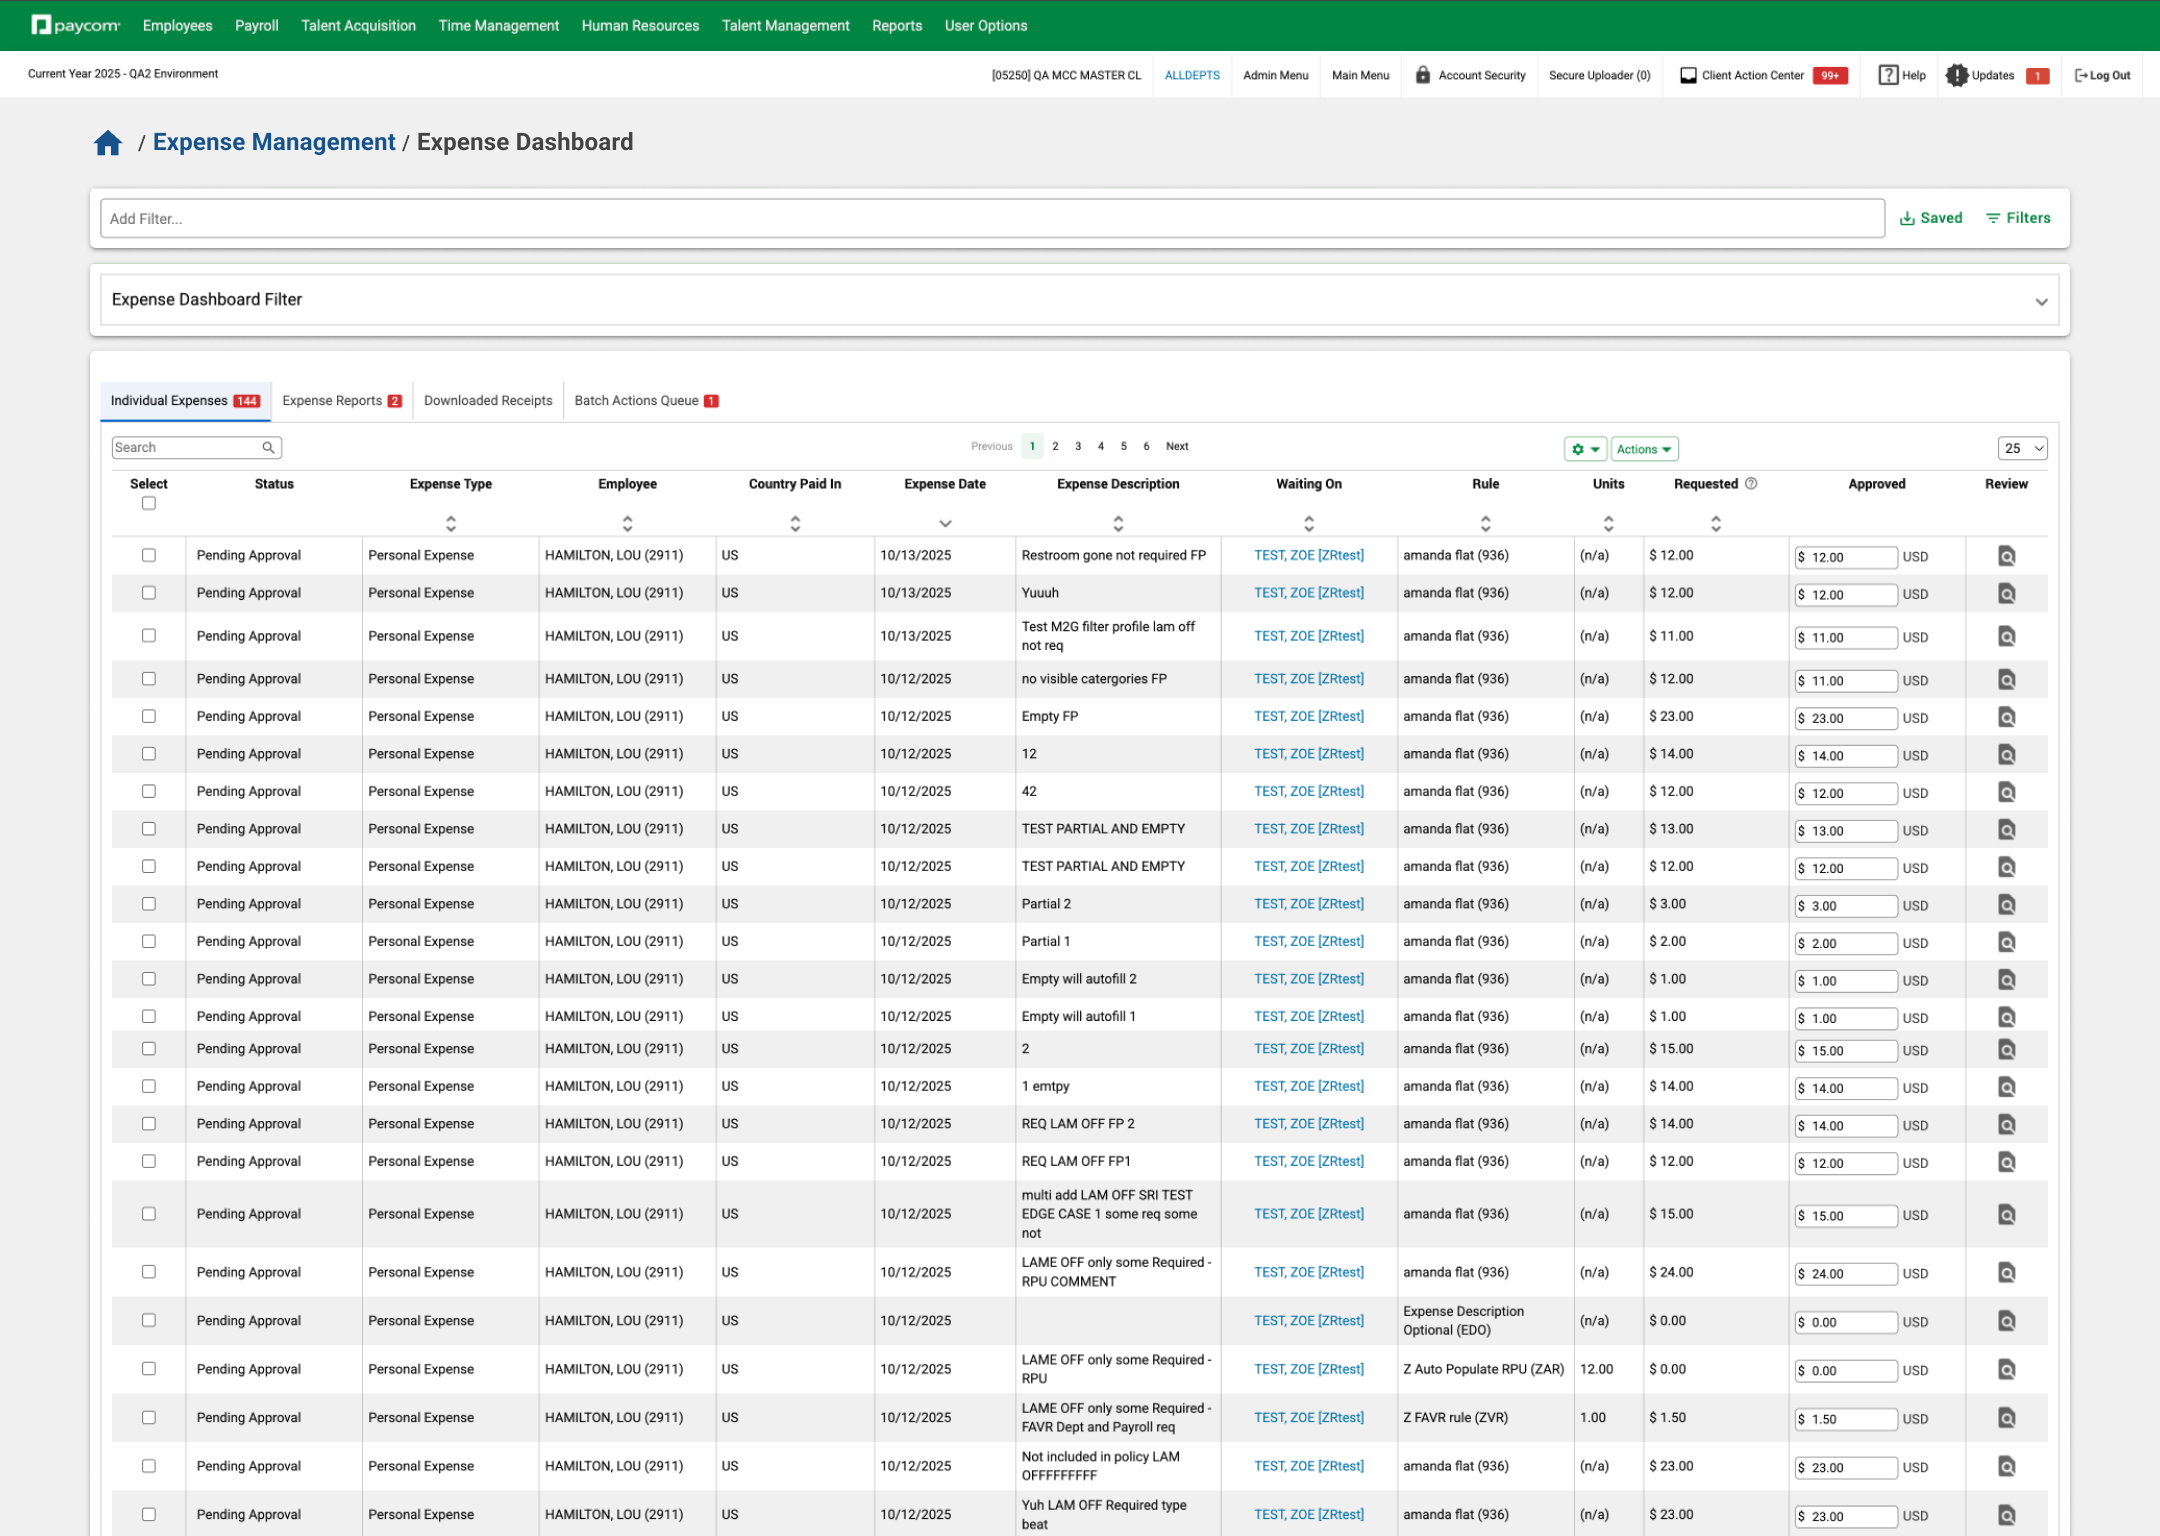 paycom Employees Payroll Talent Acquisition Time Management Human Resources Talent Management Reports User Options
Current Year 2025 - QA2 Environment [05250] QA MCC MASTER CL ALLDEPTS Admin Menu Main Menu Account Security Secure Uploader (0) Client Action Center 99+ Help Updates 1 Log Out
/ Expense Management / Expense Dashboard
Add Filter... Saved Filters
Expense Dashboard Filter
Individual Expenses 144 Expense Reports 2 Downloaded Receipts Batch Actions Queue 1
Search Previous 1 2 3 4 5 6 Next Actions 25
Select Status Expense Type Employee Country Paid In Expense Date Expense Description Waiting On Rule Units Requested Approved Review
Pending Approval Personal Expense HAMILTON, LOU (2911) US 10/13/2025 Restroom gone not required FP TEST, ZOE [ZRtest] amanda flat (936) (n/a) $ 12.00 $ 12.00 USD
Pending Approval Personal Expense HAMILTON, LOU (2911) US 10/13/2025 Yuuuh TEST, ZOE [ZRtest] amanda flat (936) (n/a) $ 12.00 $ 12.00 USD
Pending Approval Personal Expense HAMILTON, LOU (2911) US 10/13/2025 Test M2G filter profile lam off
not req TEST, ZOE [ZRtest] amanda flat (936) (n/a) $ 11.00 $ 11.00 USD
Pending Approval Personal Expense HAMILTON, LOU (2911) US 10/12/2025 no visible catergories FP TEST, ZOE [ZRtest] amanda flat (936) (n/a) $ 12.00 $ 11.00 USD
Pending Approval Personal Expense HAMILTON, LOU (2911) US 10/12/2025 Empty FP TEST, ZOE [ZRtest] amanda flat (936) (n/a) $ 23.00 $ 23.00 USD
Pending Approval Personal Expense HAMILTON, LOU (2911) US 10/12/2025 12 TEST, ZOE [ZRtest] amanda flat (936) (n/a) $ 14.00 $ 14.00 USD
Pending Approval Personal Expense HAMILTON, LOU (2911) US 10/12/2025 42 TEST, ZOE [ZRtest] amanda flat (936) (n/a) $ 12.00 $ 12.00 USD
Pending Approval Personal Expense HAMILTON, LOU (2911) US 10/12/2025 TEST PARTIAL AND EMPTY TEST, ZOE [ZRtest] amanda flat (936) (n/a) $ 13.00 $ 13.00 USD
Pending Approval Personal Expense HAMILTON, LOU (2911) US 10/12/2025 TEST PARTIAL AND EMPTY TEST, ZOE [ZRtest] amanda flat (936) (n/a) $ 12.00 $ 12.00 USD
Pending Approval Personal Expense HAMILTON, LOU (2911) US 10/12/2025 Partial 2 TEST, ZOE [ZRtest] amanda flat (936) (n/a) $ 3.00 $ 3.00 USD
Pending Approval Personal Expense HAMILTON, LOU (2911) US 10/12/2025 Partial 1 TEST, ZOE [ZRtest] amanda flat (936) (n/a) $ 2.00 $ 2.00 USD
Pending Approval Personal Expense HAMILTON, LOU (2911) US 10/12/2025 Empty will autofill 2 TEST, ZOE [ZRtest] amanda flat (936) (n/a) $ 1.00 $ 1.00 USD
Pending Approval Personal Expense HAMILTON, LOU (2911) US 10/12/2025 Empty will autofill 1 TEST, ZOE [ZRtest] amanda flat (936) (n/a) $ 1.00 $ 1.00 USD
Pending Approval Personal Expense HAMILTON, LOU (2911) US 10/12/2025 2 TEST, ZOE [ZRtest] amanda flat (936) (n/a) $ 15.00 $ 15.00 USD
Pending Approval Personal Expense HAMILTON, LOU (2911) US 10/12/2025 1 emtpy TEST, ZOE [ZRtest] amanda flat (936) (n/a) $ 14.00 $ 14.00 USD
Pending Approval Personal Expense HAMILTON, LOU (2911) US 10/12/2025 REQ LAM OFF FP 2 TEST, ZOE [ZRtest] amanda flat (936) (n/a) $ 14.00 $ 14.00 USD
Pending Approval Personal Expense HAMILTON, LOU (2911) US 10/12/2025 REQ LAM OFF FP1 TEST, ZOE [ZRtest] amanda flat (936) (n/a) $ 12.00 $ 12.00 USD
Pending Approval Personal Expense HAMILTON, LOU (2911) US 10/12/2025 multi add LAM OFF SRI TEST
EDGE CASE 1 some req some
not TEST, ZOE [ZRtest] amanda flat (936) (n/a) $ 15.00 $ 15.00 USD
Pending Approval Personal Expense HAMILTON, LOU (2911) US 10/12/2025 LAME OFF only some Required -
RPU COMMENT TEST, ZOE [ZRtest] amanda flat (936) (n/a) $ 24.00 $ 24.00 USD
Pending Approval Personal Expense HAMILTON, LOU (2911) US 10/12/2025 TEST, ZOE [ZRtest] Expense Description
Optional (EDO) (n/a) $ 0.00 $ 0.00 USD
Pending Approval Personal Expense HAMILTON, LOU (2911) US 10/12/2025 LAME OFF only some Required -
RPU TEST, ZOE [ZRtest] Z Auto Populate RPU (ZAR) 12.00 $ 0.00 $ 0.00 USD
Pending Approval Personal Expense HAMILTON, LOU (2911) US 10/12/2025 LAME OFF only some Required -
FAVR Dept and Payroll req TEST, ZOE [ZRtest] Z FAVR rule (ZVR) 1.00 $ 1.50 $ 1.50 USD
Pending Approval Personal Expense HAMILTON, LOU (2911) US 10/12/2025 Not included in policy LAM
OFFFFFFFFF TEST, ZOE [ZRtest] amanda flat (936) (n/a) $ 23.00 $ 23.00 USD
Pending Approval Personal Expense HAMILTON, LOU (2911) US 10/12/2025 Yuh LAM OFF Required type
beat TEST, ZOE [ZRtest] amanda flat (936) (n/a) $ 23.00 $ 23.00 USD